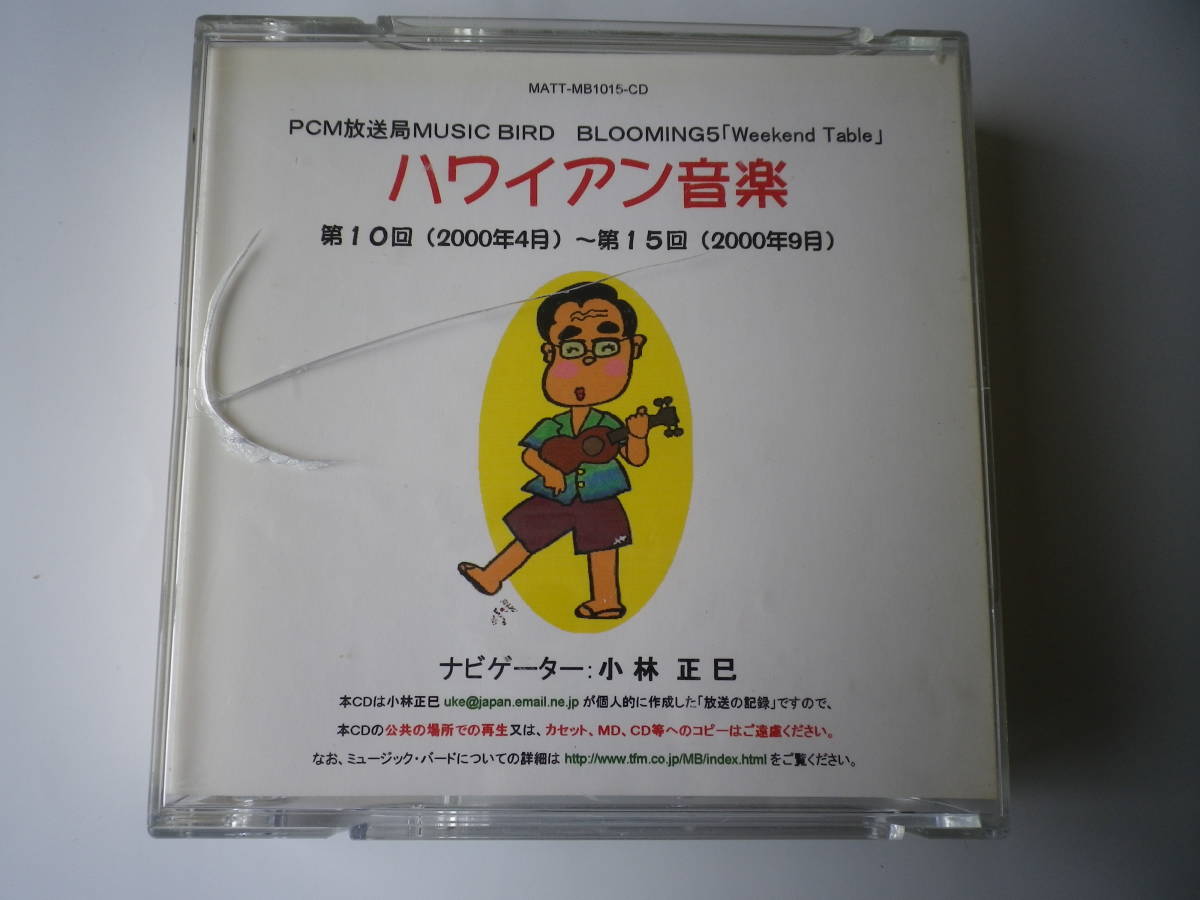 MATT-MB1015-CD
PCM放送局MUSIC BIRD　BLOOMING5「Weekend Table」
ハワイアン音楽
第１０回（2000年4月）～第１５回（2000年9月）
ナビゲーター：小 林 正 巳
本CDは小林正巳 uke@japan.email.ne.jp が個人的に作成した「放送の記録」ですので、
本CDの公共の場所での再生又は、カセット、MD、CD等へのコピーはご遠慮ください。
なお、ミュージック・バードについての詳細は http://www.tfm.co.jp/MB/index.html をご覧ください。